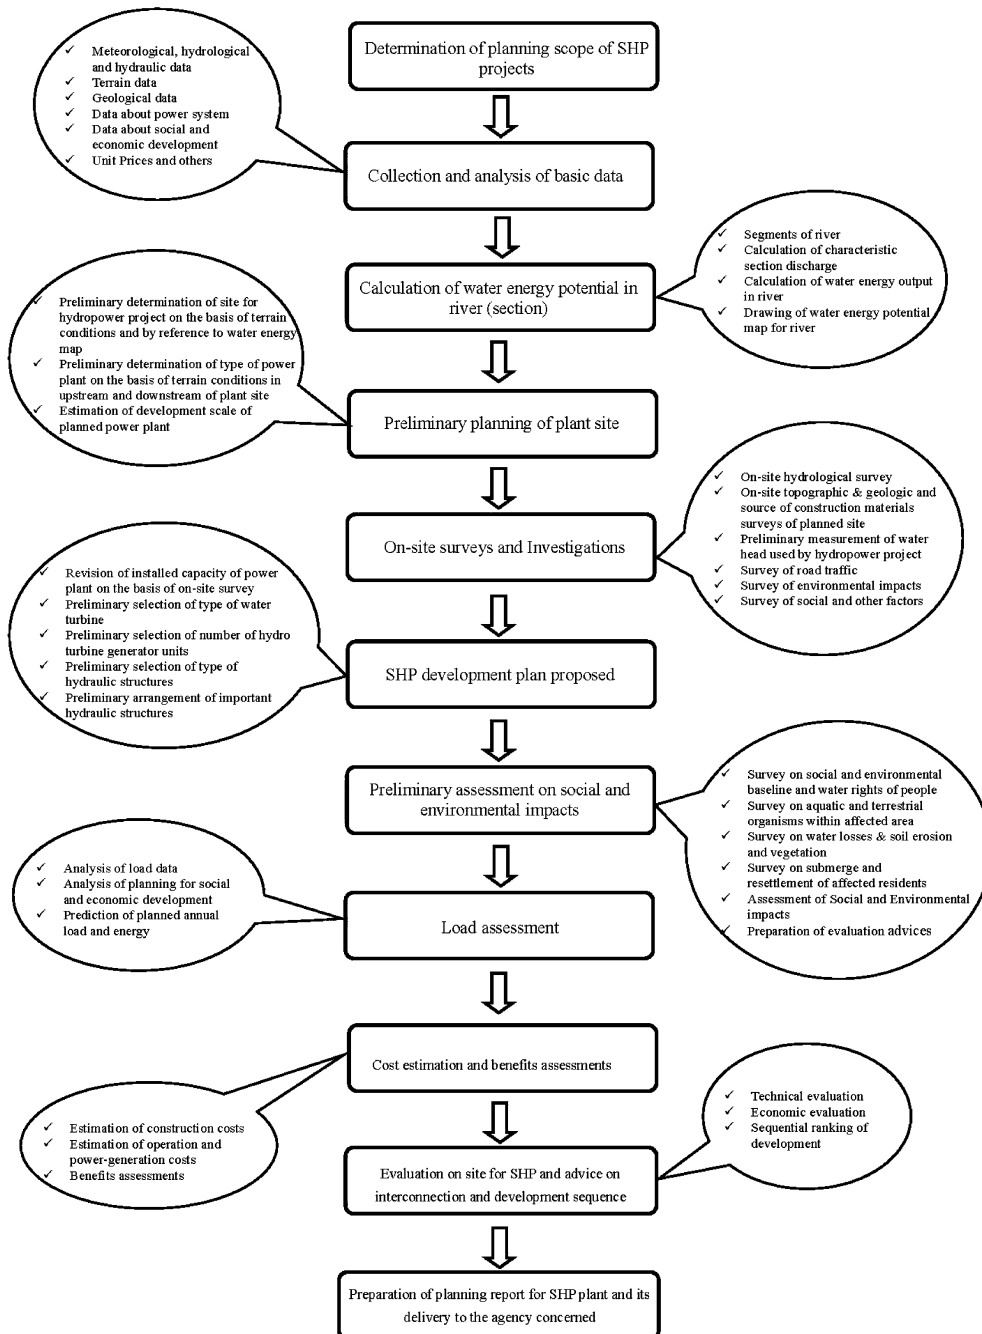 Determination of planning scope of SHP
projects
✓ Meteorological, hydrological
and hydraulic data
✓ Terrain data
✓ Geological data
✓ Data about power system
✓ Data about social and
economic development
✓ Unit Prices and others
Collection and analysis of basic data
✓ Segments of river
✓ Calculation of characteristic
section discharge
✓ Calculation of water energy output
in river
✓ Drawing of water energy potential
map for river
Calculation of water energy potential in
river (section)
✓ Preliminary determination of site for
hydropower project on the basis of terrain
conditions and by reference to water energy
map
✓ Preliminary determination of type of power
plant on the basis of terrain conditions in
upstream and downstream of plant site
✓ Estimation of development scale of
planned power plant
Preliminary planning of plant site
✓ On-site hydrological survey
✓ On-site topographic & geologic and
source of construction materials
surveys of planned site
✓ Preliminary measurement of water
head used by hydropower project
✓ Survey of road traffic
✓ Survey of environmental impacts
✓ Survey of social and other factors
On-site surveys and Investigations
✓ Revision of installed capacity of power
plant on the basis of on-site survey
✓ Preliminary selection of type of water
turbine
✓ Preliminary selection of number of hydro
turbine generator units
✓ Preliminary selection of type of
hydraulic structures
✓ Preliminary arrangement of important
hydraulic structures
SHP development plan proposed
Preliminary assessment on social and
environmental impacts
✓ Survey on social and environmental
baseline and water rights of people
✓ Survey on aquatic and terrestrial
organisms within affected area
✓ Survey on water losses & soil erosion
and vegetation
✓ Survey on submerge and
resettlement of affected residents
✓ Assessment of Social and Environmental
impacts
✓ Preparation of evaluation advices
✓ Analysis of load data
✓ Analysis of planning for social
and economic development
✓ Prediction of planned annual
load and energy
Load assessment
Cost estimation and benefits assessments
✓ Estimation of construction costs
✓ Estimation of operation and
power-generation costs
✓ Benefits assessments
✓ Technical evaluation
✓ Economic evaluation
✓ Sequential ranking of
development
Evaluation on site for SHP and advice on
interconnection and development sequence
Preparation of planning report for SHP plant and its
delivery to the agency concerned